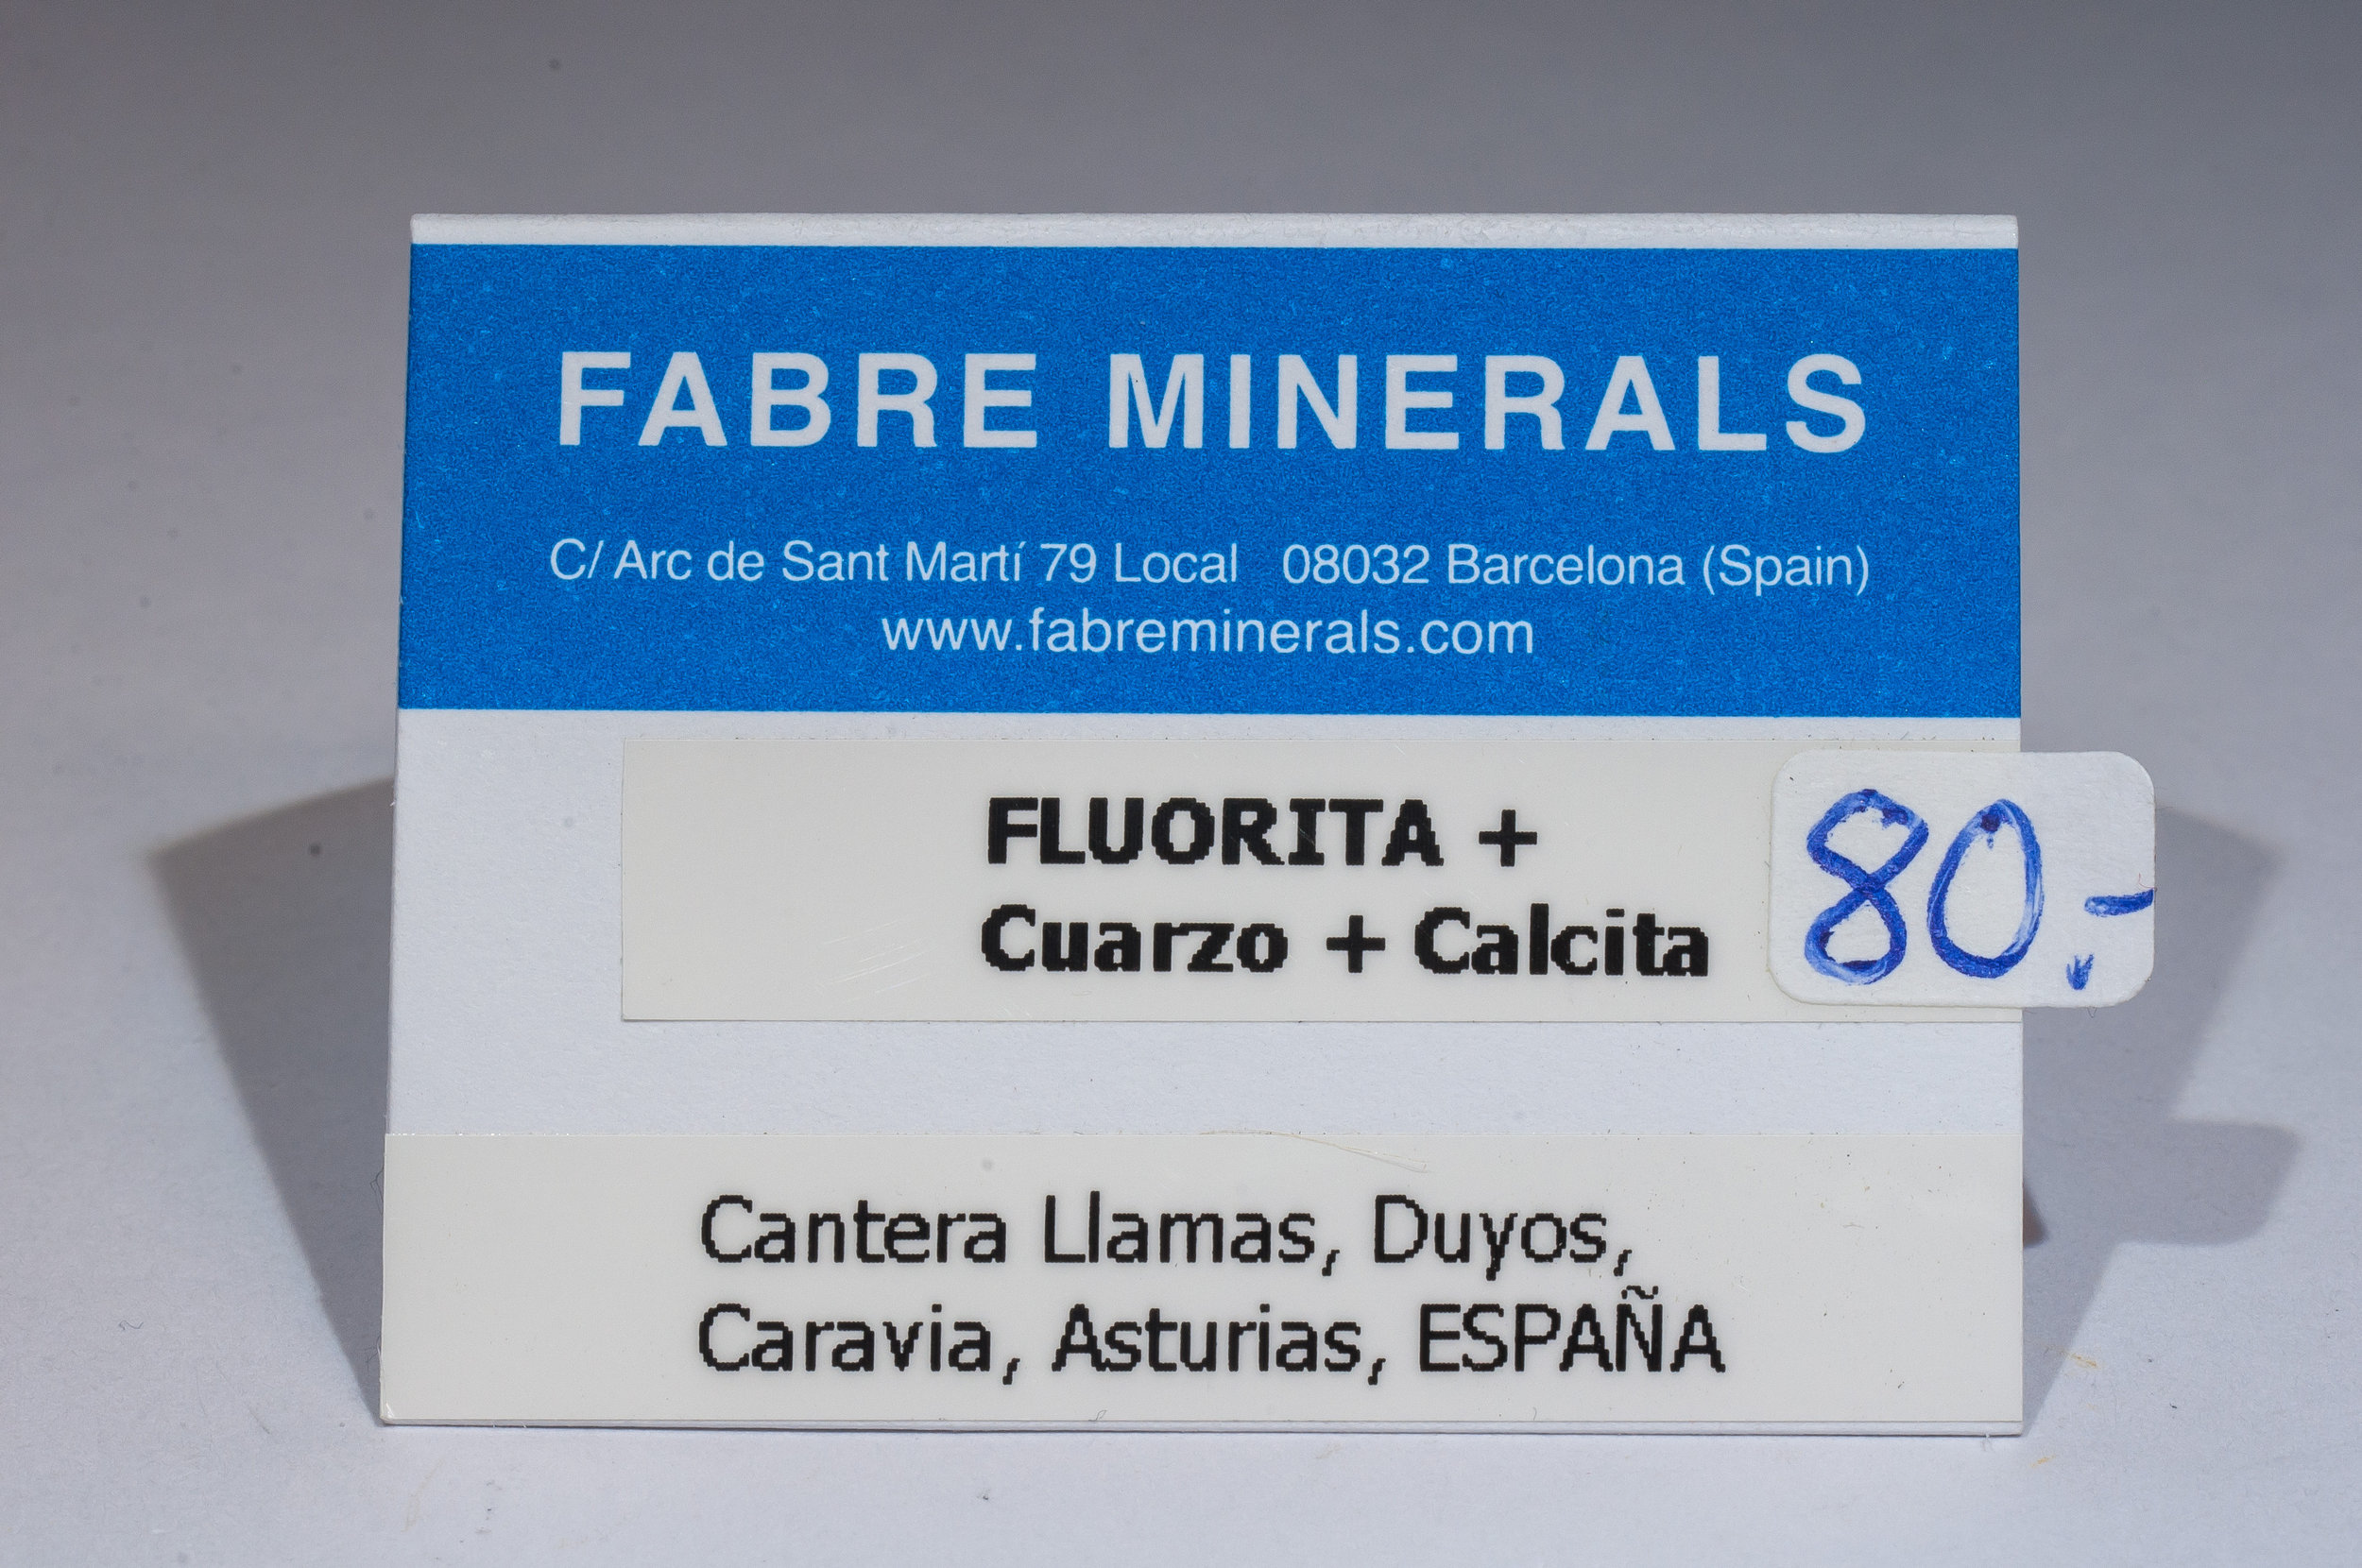 FABRE MINERALS
C/ Arc de Sant Martí 79 Local 08032 Barcelona (Spain)
www.fabreminerals.com
FLUORITA +
Cuarzo + Calcita
80.-
Cantera Llamas, Duyos,
Caravia, Asturias, ESPAÑA